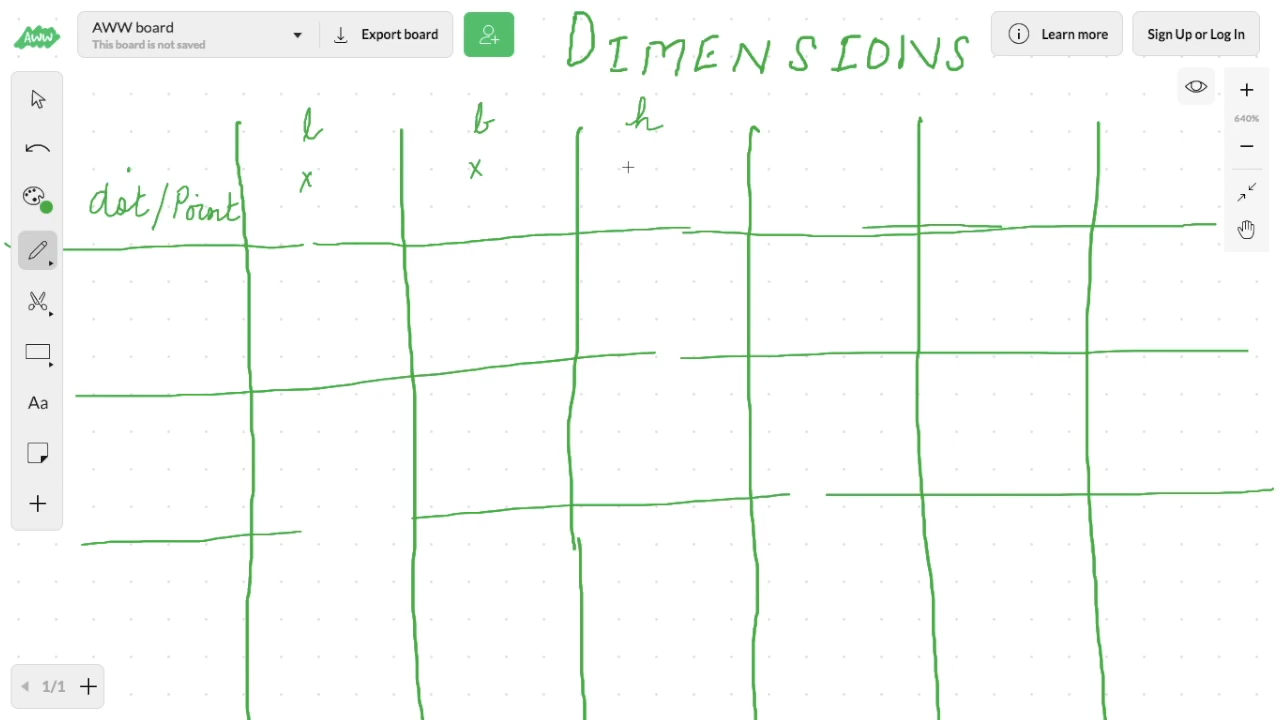 AWW
AWW board
This board is not saved
Export board
DIMENSIONS
Learn more
Sign Up or Log In
640%
l b h
x x
dot/Point
Aa
1/1